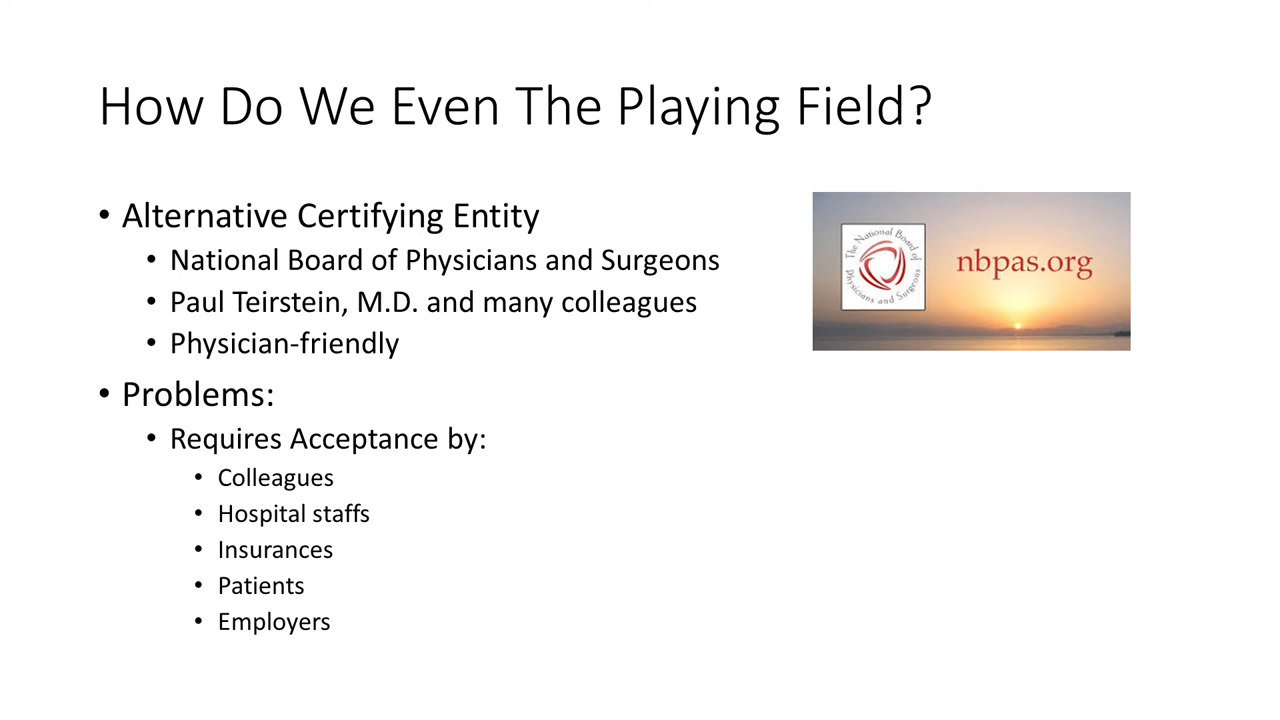 How Do We Even The Playing Field?
• Alternative Certifying Entity
• National Board of Physicians and Surgeons
• Paul Teirstein, M.D. and many colleagues
• Physician-friendly
• Problems:
• Requires Acceptance by:
• Colleagues
• Hospital staffs
• Insurances
• Patients
• Employers
The National Board of Physicians and Surgeons
nbpas.org